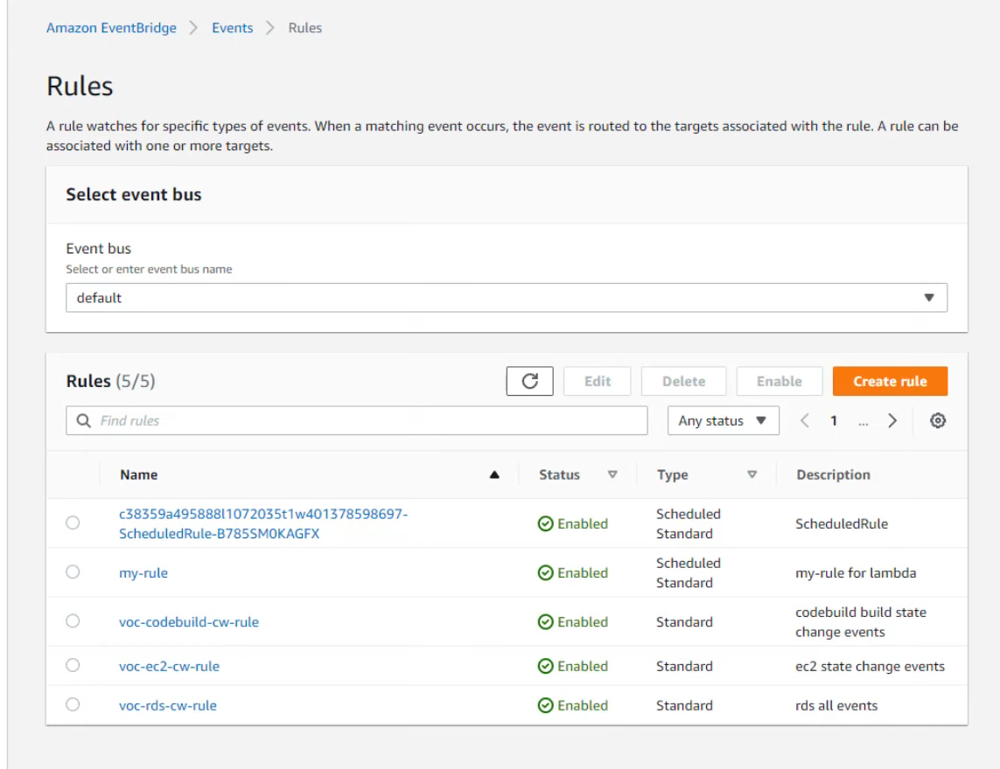 Amazon EventBridge > Events > Rules
Rules
A rule watches for specific types of events. When a matching event occurs, the event is routed to the targets associated with the rule. A rule can be
associated with one or more targets.
Select event bus
Event bus
Select or enter event bus name
default
Rules (5/5) Edit Delete Enable Create rule
Find rules Any status 1 ...
Name Status Type Description
c38359a495888l1072035t1w401378598697- Enabled Scheduled ScheduledRule
ScheduledRule-B785SM0KAGFX Standard
my-rule Enabled Scheduled my-rule for lambda
Standard
voc-codebuild-cw-rule Enabled Standard codebuild build state
change events
voc-ec2-cw-rule Enabled Standard ec2 state change events
voc-rds-cw-rule Enabled Standard rds all events